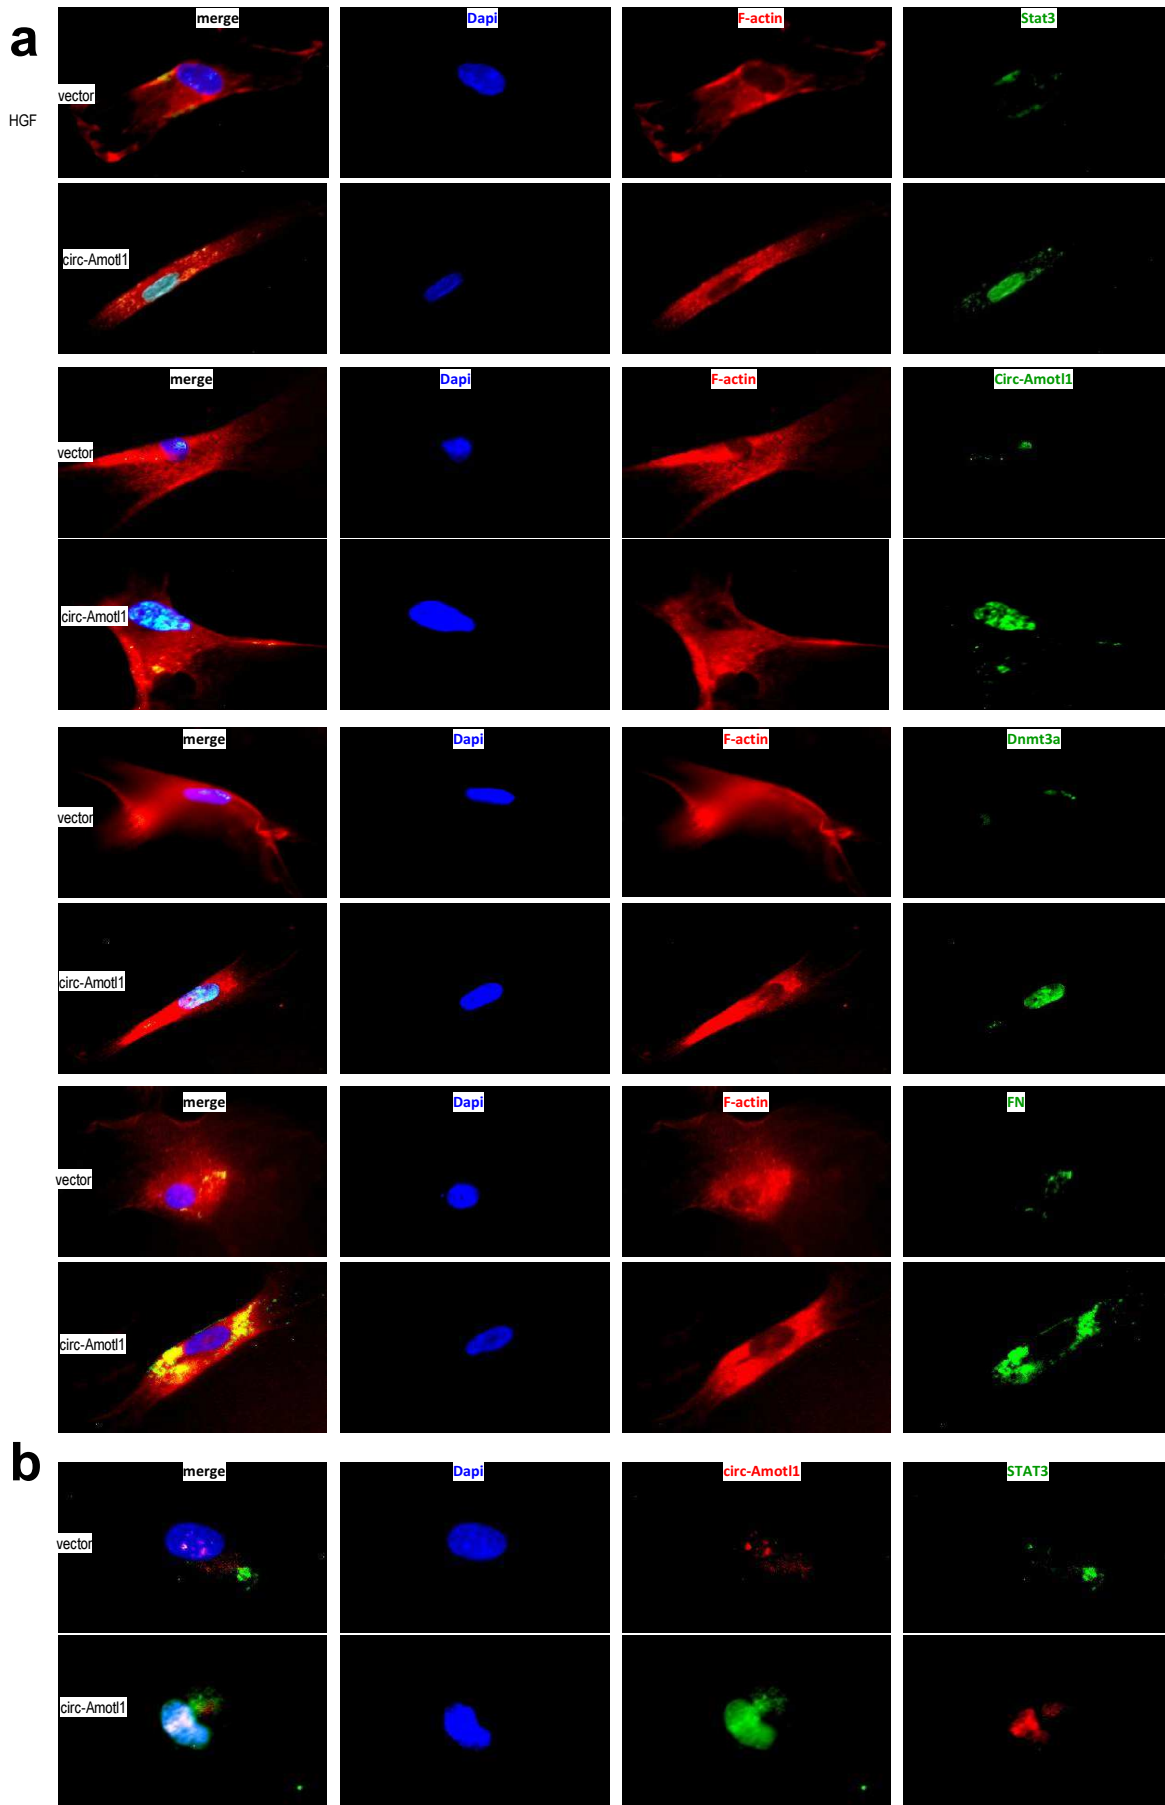 a
merge Dapi F-actin Stat3
vector
HGF
circ-Amotl1
merge Dapi F-actin Circ-Amotl1
vector
circ-Amotl1
merge Dapi F-actin Dnmt3a
vector
circ-Amotl1
merge Dapi F-actin FN
vector
circ-Amotl1
b
merge Dapi circ-Amotl1 STAT3
vector
circ-Amotl1